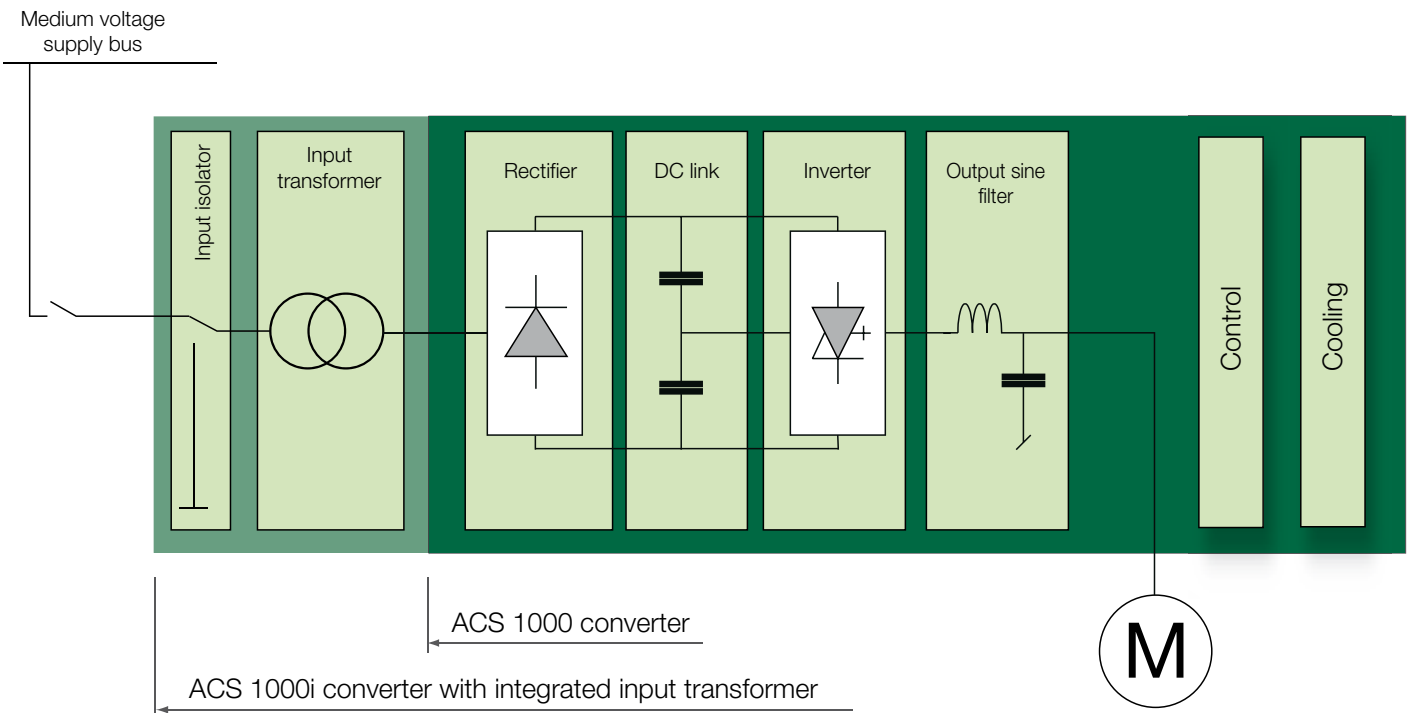 Medium voltage
supply bus
Input isolator
Input
transformer
Rectifier
DC link
Inverter
Output sine
filter
Control
Cooling
ACS 1000 converter
ACS 1000i converter with integrated input transformer
M